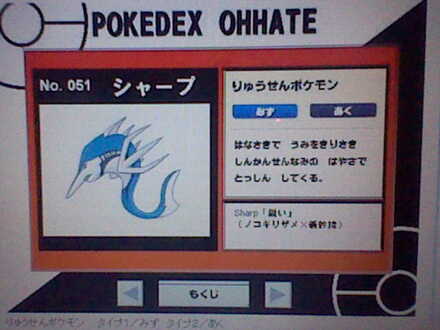 POKEDEX OHHATE
No. 051 シャープ
りゅうせんポケモン
みず あく
はなさきで うみをきりさき
しんかんせんなみの はやさで
とっしん してくる。
Sharp「鋭い」
(ノコギリザメ×新幹線)
もくじ
りゅうせんポケモン タイプ1/みず タイプ2/あく